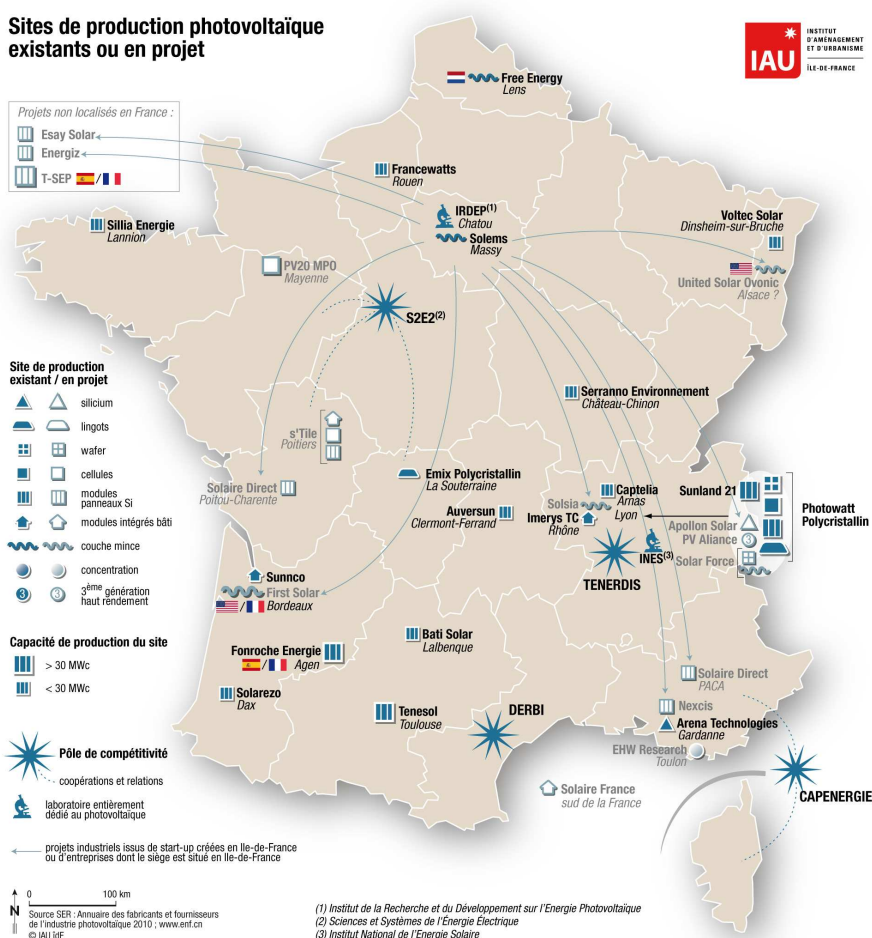 Sites de production photovoltaïque
existants ou en projet
IAU
INSTITUT
D'AMÉNAGEMENT
ET D'URBANISME
ÎLE-DE-FRANCE
Projets non localisés en France :
Esay Solar
Energiz
T-SEP /
Free Energy
Lens
Francewatts
Rouen
IRDEP(1)
Chatou
Solems
Massy
Sillia Energie
Lannion
PV20 MPO
Mayenne
Voltec Solar
Dinsheim-sur-Bruche
United Solar Ovonic
Alsace ?
S2E2(2)
Serranno Environnement
Château-Chinon
s'Tile
Poitiers
Solaire Direct
Poitou-Charente
Emix Polycristallin
La Souterraine
Auversun
Clermont-Ferrand
Captelia
Arnas
Solsia
Lyon
Imerys TC
Rhône
Sunland 21
Photowatt
Polycristallin
Apollon Solar
PV Aliance
3
INES(3)
Solar Force
TENERDIS
Sunnco
First Solar
/ Bordeaux
Fonroche Energie
/ Agen
Bati Solar
Lalbenque
Solarezo
Dax
Tenesol
Toulouse
DERBI
Solaire Direct
PACA
Nexcis
Arena Technologies
Gardanne
EHW Research
Toulon
Solaire France
sud de la France
CAPENERGIE
Site de production
existant / en projet
silicium
lingots
wafer
cellules
modules
panneaux Si
modules intégrés bâti
couche mince
concentration
3 3 3ème génération
haut rendement
Capacité de production du site
> 30 MWc
< 30 MWc
Pôle de compétitivité
coopérations et relations
laboratoire entièrement
dédié au photovoltaïque
projets industriels issus de start-up créées en Ile-de-France
ou d'entreprises dont le siège est situé en Ile-de-France
0 100 km
N
Source SER : Annuaire des fabricants et fournisseurs
de l'industrie photovoltaïque 2010 ; www.enf.cn
© IAU îdF
(1) Institut de la Recherche et du Développement sur l'Energie Photovoltaïque
(2) Sciences et Systèmes de l'Énergie Électrique
(3) Institut National de l'Energie Solaire